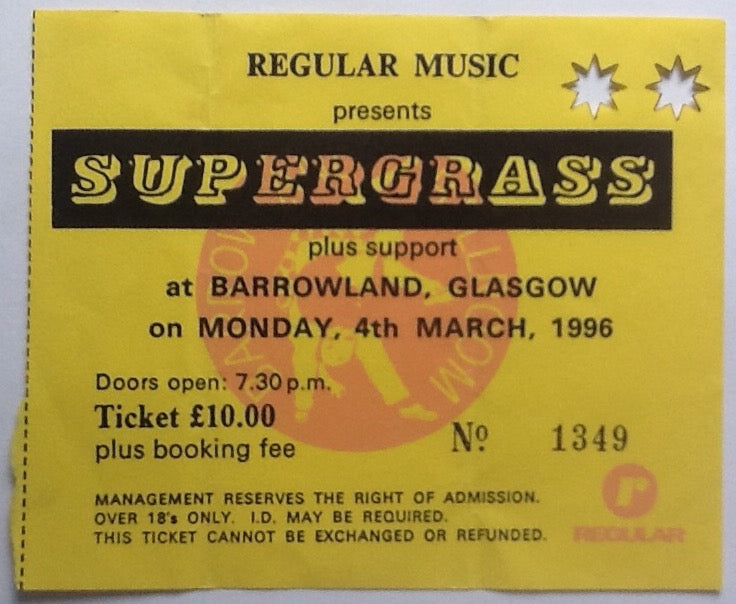 REGULAR MUSIC
presents
SUPERGRASS
plus support
at BARROWLAND, GLASGOW
on MONDAY, 4th MARCH, 1996
Doors open: 7.30 p.m.
Ticket £10.00
plus booking fee
Nº 1349
MANAGEMENT RESERVES THE RIGHT OF ADMISSION.
OVER 18's ONLY. I.D. MAY BE REQUIRED.
THIS TICKET CANNOT BE EXCHANGED OR REFUNDED.
r
REGULAR